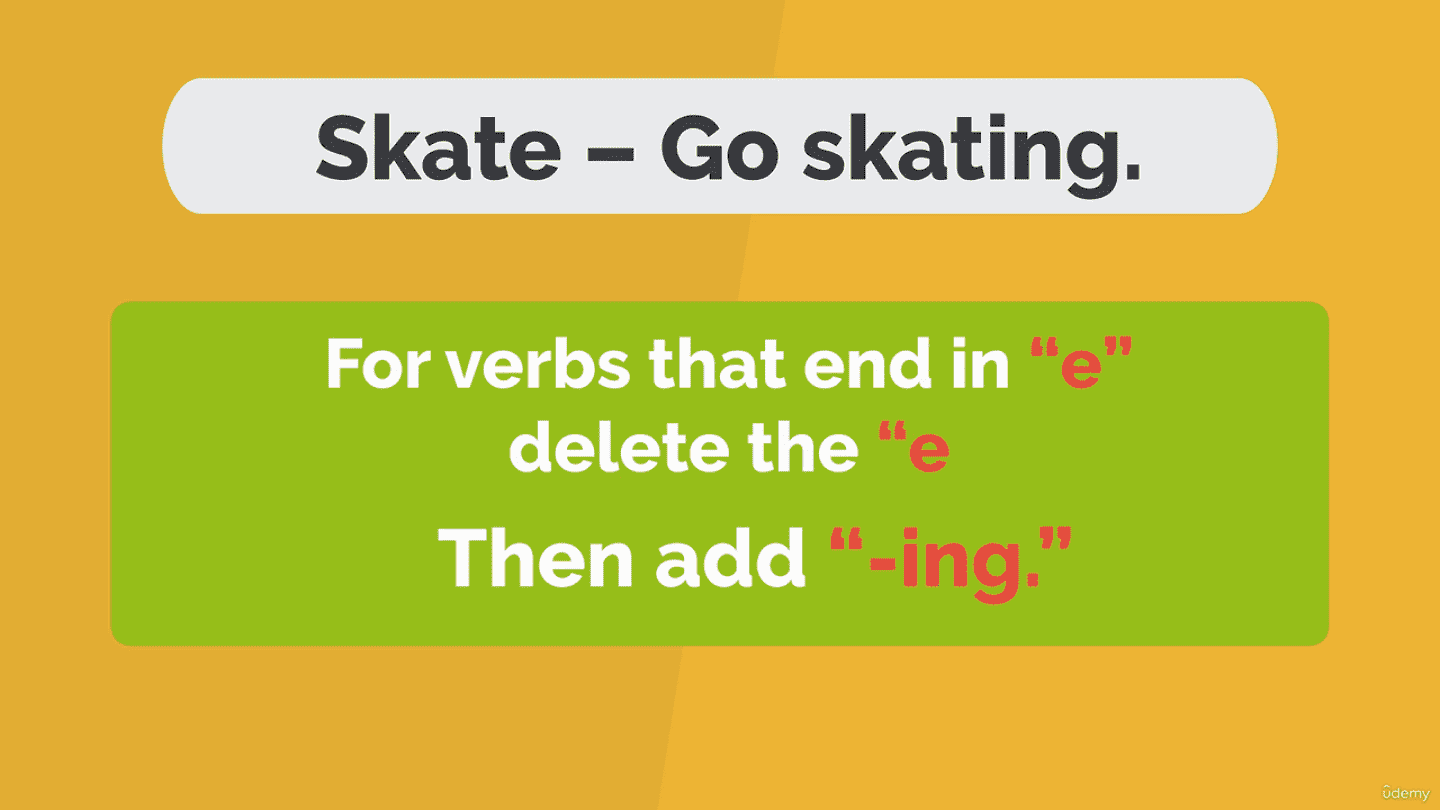 Skate – Go skating.
For verbs that end in “e”
delete the “e
Then add “-ing.”
ûdemy